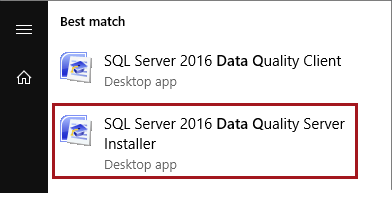 Best match
SQL Server 2016 Data Quality Client
Desktop app
SQL Server 2016 Data Quality Server
Installer
Desktop app